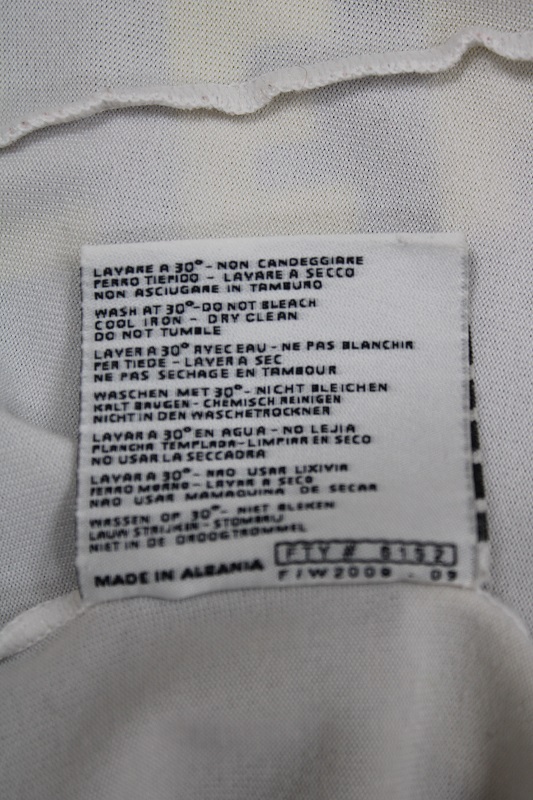 LAVARE A 30° - NON CANDEGGIARE
FERRO TIEPIDO - LAVARE A SECCO
NON ASCIUGARE IN TAMBURO
WASH AT 30° - DO NOT BLEACH
COOL IRON - DRY CLEAN
DO NOT TUMBLE
LAVER A 30° AVEC EAU - NE PAS BLANCHIR
FER TIEDE - LAVER A SEC
NE PAS SECHAGE EN TAMBOUR
WASCHEN MET 30° - NICHT BLEICHEN
KALT BRUGEN - CHEMISCH REINIGEN
NICHT IN DEN WASCHETROCKNER
LAVAR A 30° EN AGUA - NO LEJIA
PLANCHA TEMPLADA - LIMPIAR EN SECO
NO USAR LA SECCADRA
LAVAR A 30° - NAO USAR LIXIVIA
FERRO MORNO - LAVAR A SECO
NAO USAR MAMAQUINA DE SECAR
WASSEN OP 30° - NIET BLEKEN
LAUW STRIJKEN - STOMERIJ
NIET IN DE DROOGTROMMEL
MADE IN ALBANIA
FTY # 5152
F/W2009 - 09